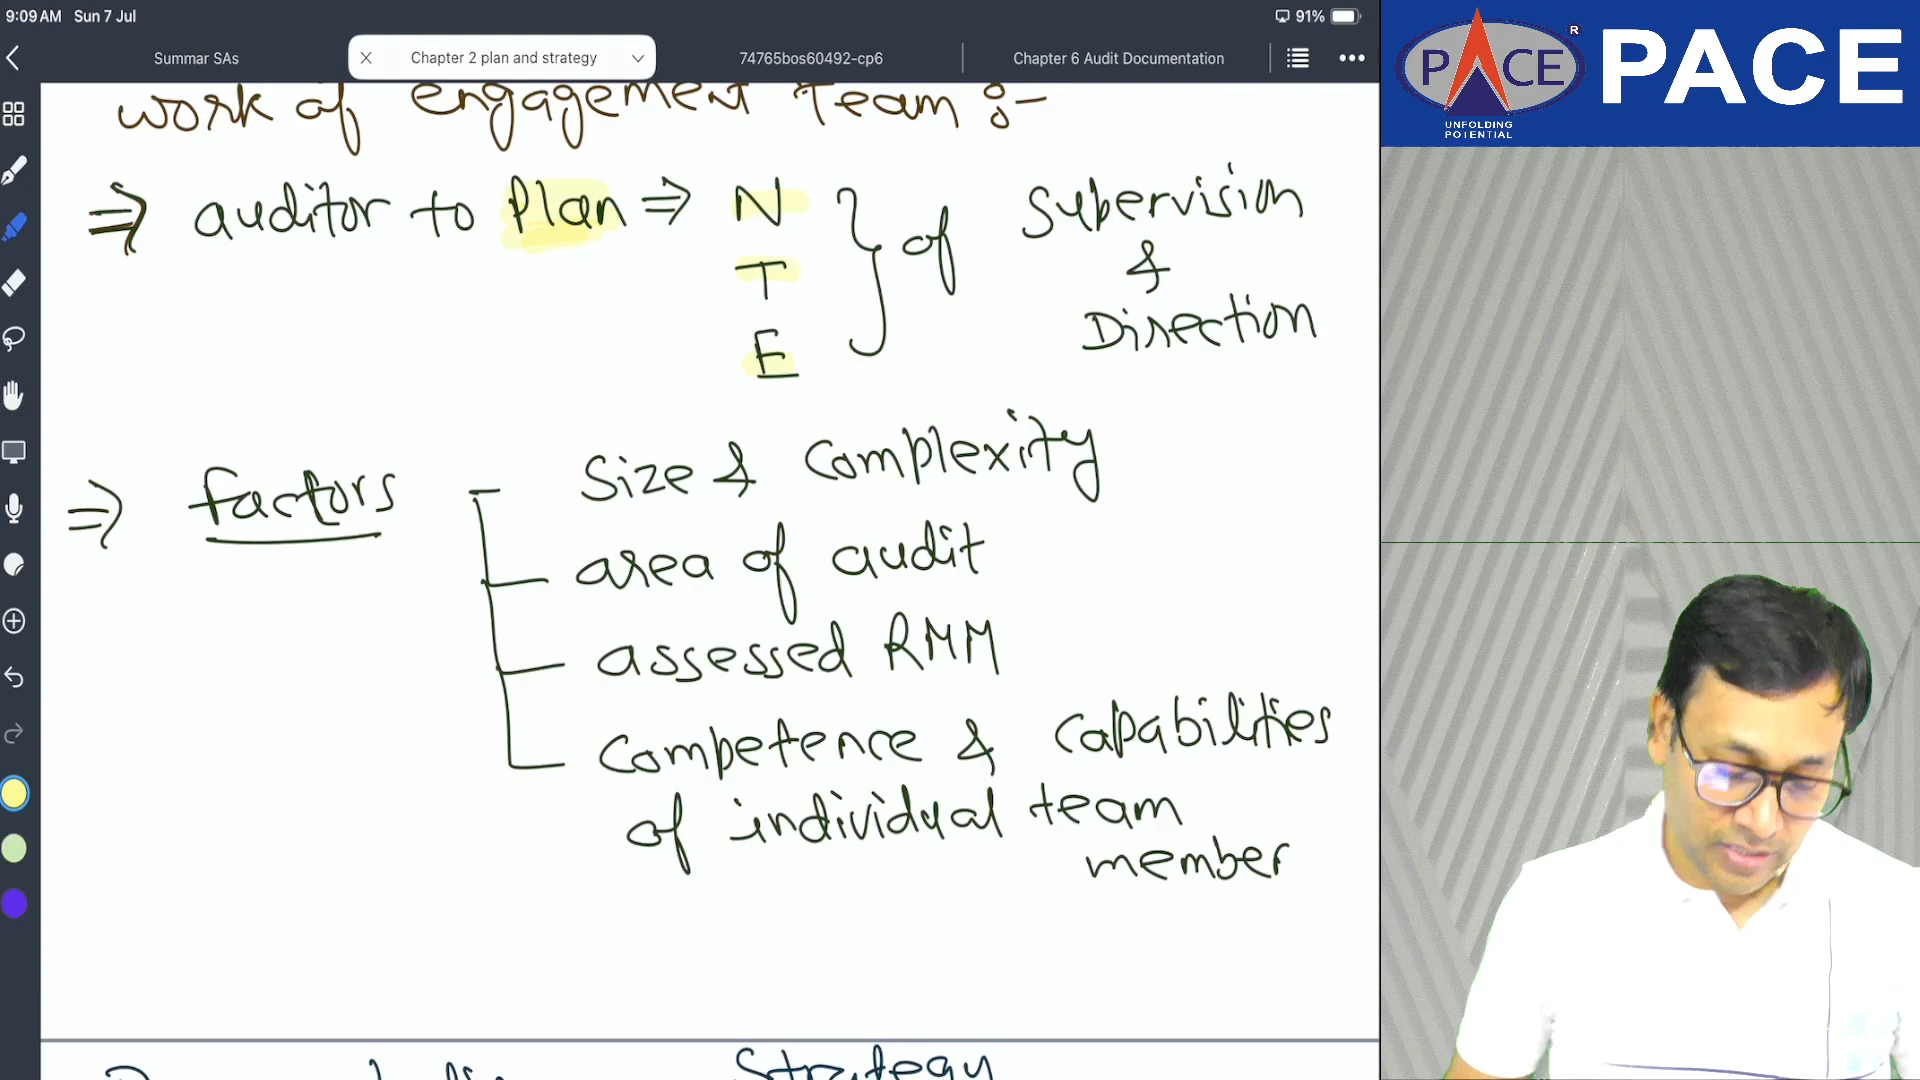 9:09 AM Sun 7 Jul
91%
Summar SAs
Chapter 2 plan and strategy
74765bos60492-cp6
Chapter 6 Audit Documentation
PACE
®
UNFOLDING
POTENTIAL
PACE
work of engagement Team :-
⇒ auditor to Plan ⇒ N
T
E
} of Supervision
&
Direction
⇒ factors
Size & Complexity
area of audit
assessed RMM
Competence & Capabilities
of individual team
member
Strategy